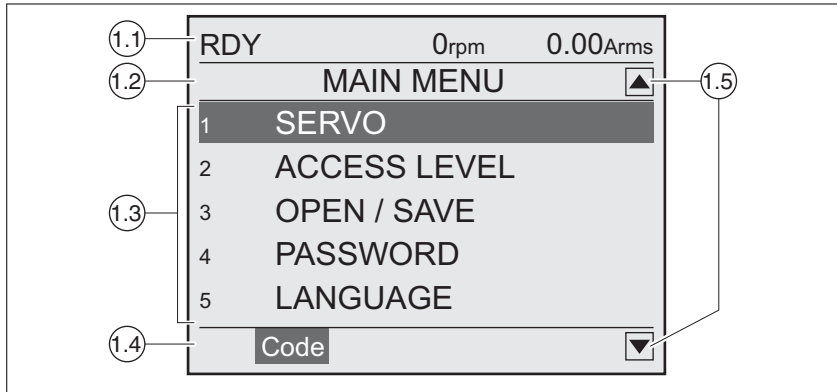 1.1 RDY 0rpm 0.00Arms
1.2 MAIN MENU 1.5
1 SERVO
2 ACCESS LEVEL
1.3 3 OPEN / SAVE
4 PASSWORD
5 LANGUAGE
1.4 Code